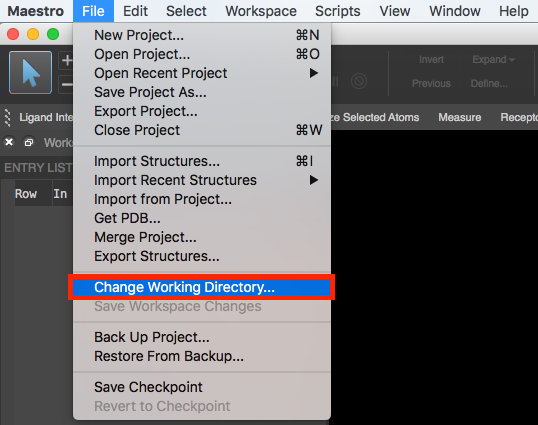 Maestro File Edit Select Workspace Scripts View Window Help
New Project... ⌘N
Open Project... ⌘O
Open Recent Project ▶
Save Project As...
Export Project...
Close Project ⌘W
Import Structures... ⌘I
Import Recent Structures ▶
Import from Project...
Get PDB...
Merge Project...
Export Structures...
Change Working Directory...
Save Workspace Changes
Back Up Project...
Restore From Backup...
Save Checkpoint
Revert to Checkpoint
Invert Expand
Previous Define...
Ligand Inte ze Selected Atoms Measure Recepto
Works
ENTRY LIST
Row In